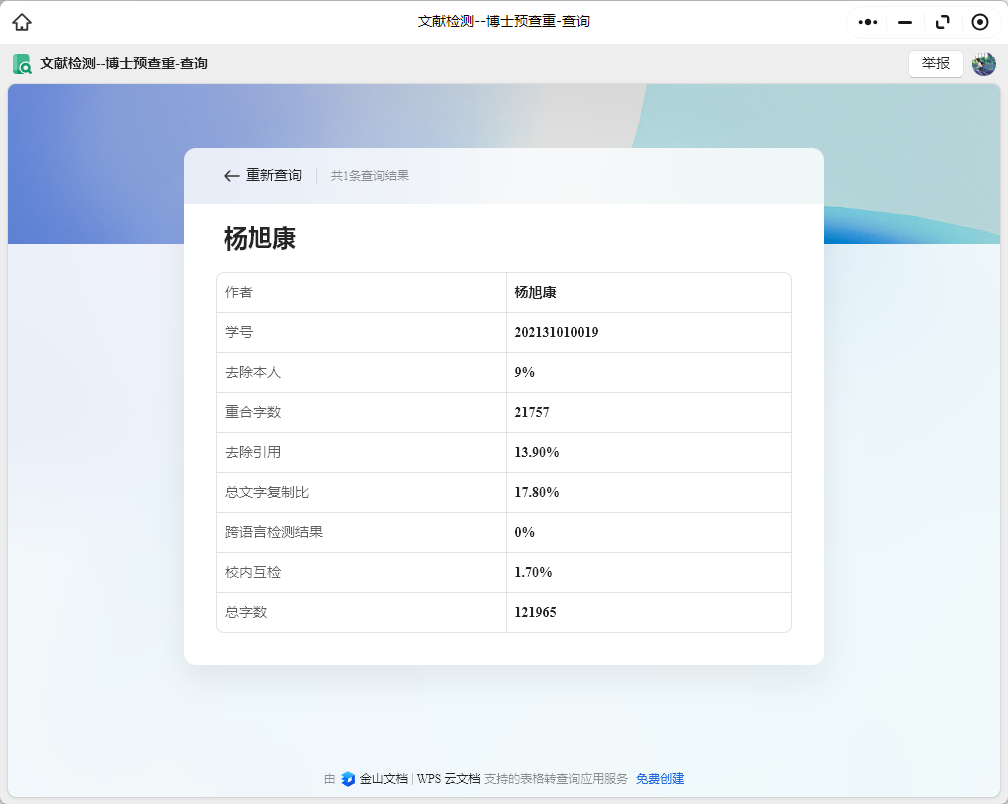 文献检测--博士预查重-查询
文献检测--博士预查重-查询
举报
重新查询
共1条查询结果
杨旭康
作者 杨旭康
学号 202131010019
去除本人 9%
重合字数 21757
去除引用 13.90%
总文字复制比 17.80%
跨语言检测结果 0%
校内互检 1.70%
总字数 121965
由 金山文档 | WPS 云文档 支持的表格转查询应用服务 免费创建